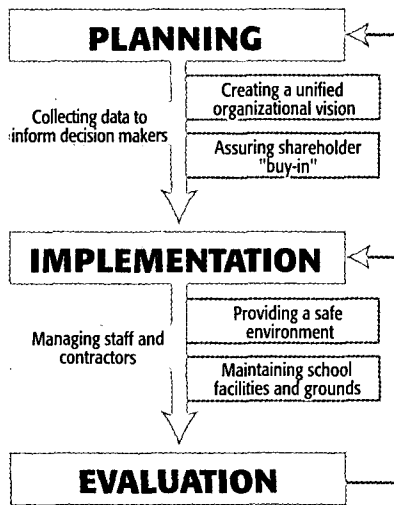 PLANNING
Collecting data to
inform decision makers
Creating a unified
organizational vision
Assuring shareholder
"buy-in"
IMPLEMENTATION
Managing staff and
contractors
Providing a safe
environment
Maintaining school
facilities and grounds
EVALUATION